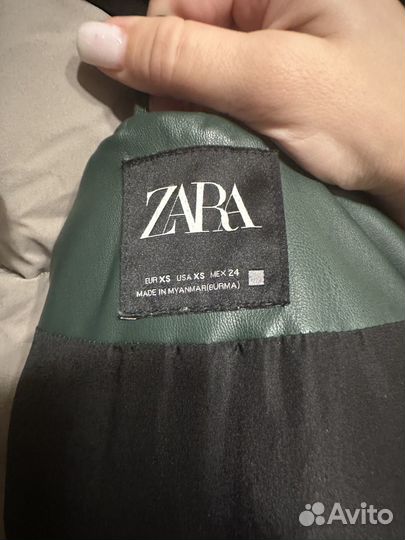 ZARA
EUR XS USA XS MEX 24
MADE IN MYANMAR(BURMA)
Avito